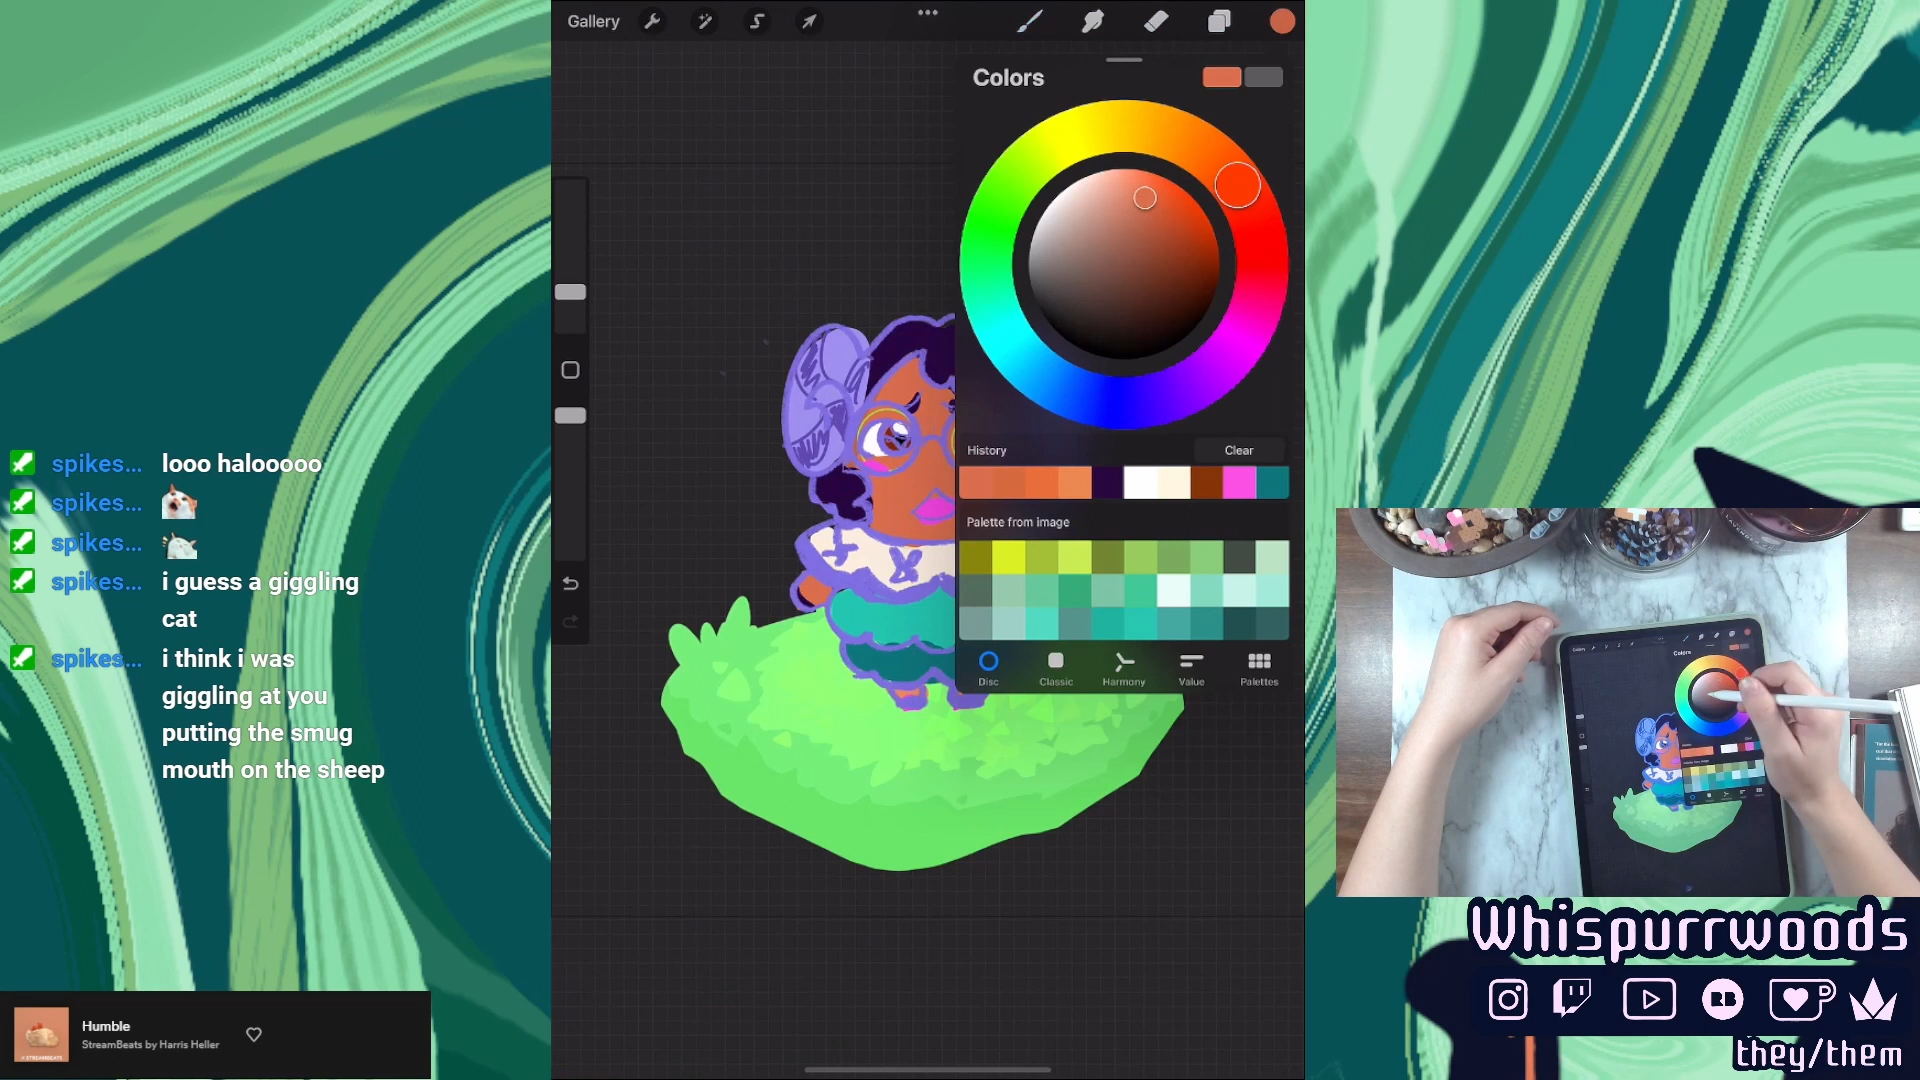 Gallery
Colors
History
Clear
Palette from image
Disc
Classic
Harmony
Value
Palettes
spikes... looo halooooo
spikes...
spikes...
spikes... i guess a giggling
cat
spikes... i think i was
giggling at you
putting the smug
mouth on the sheep
Humble
StreamBeats by Harris Heller
Whispurrwoods
RB
they/them